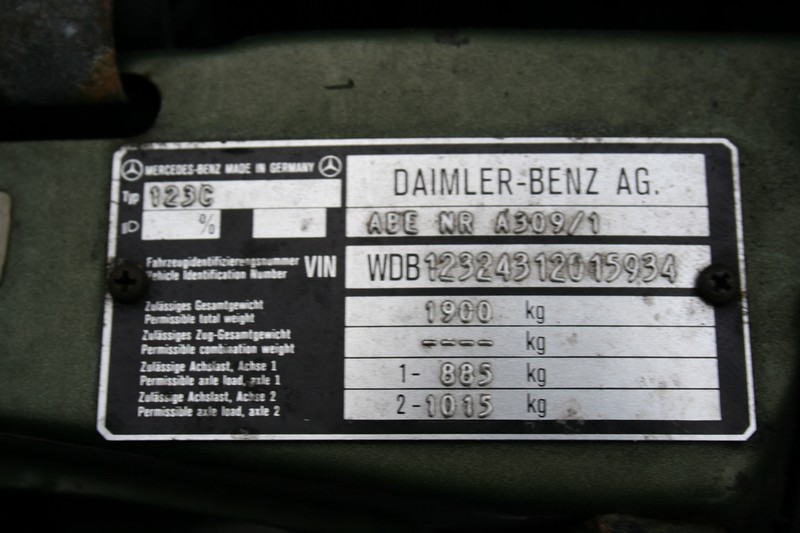 MERCEDES-BENZ MADE IN GERMANY
Typ 123C
%
DAIMLER-BENZ AG.
ABE NR A309/1
Fahrzeugidentifizierungsnummer
Vehicle Identification Number
VIN
WDB12324312015934
Zulässiges Gesamtgewicht
Permissible total weight
1900 kg
Zulässiges Zug-Gesamtgewicht
Permissible combination weight
---- kg
Zulässige Achslast, Achse 1
Permissible axle load, axle 1
1- 885 kg
Zulässige Achslast, Achse 2
Permissible axle load, axle 2
2-1015 kg